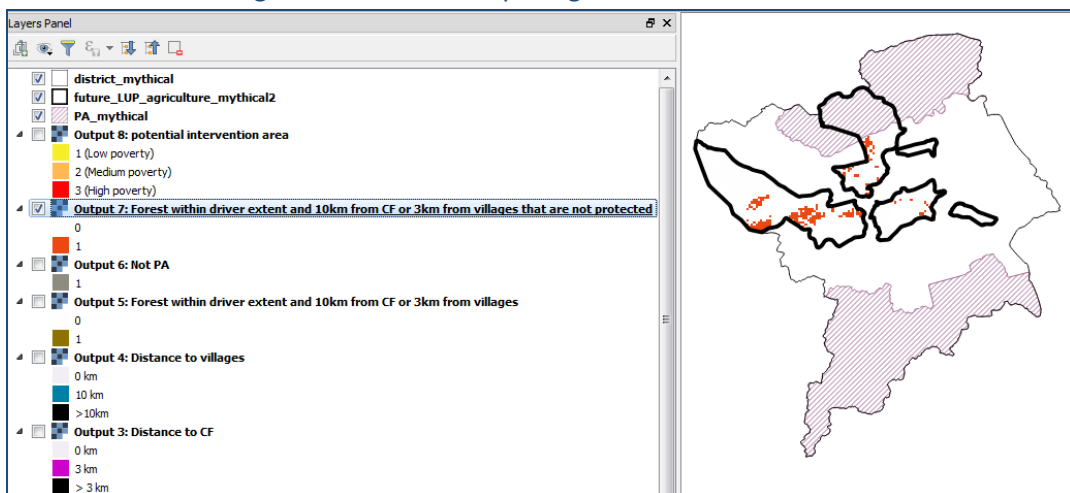 Layers Panel
district_mythical
future_LUP_agriculture_mythical2
PA_mythical
Output 8: potential intervention area
1 (Low poverty)
2 (Medium poverty)
3 (High poverty)
Output 7: Forest within driver extent and 10km from CF or 3km from villages that are not protected
0
1
Output 6: Not PA
1
Output 5: Forest within driver extent and 10km from CF or 3km from villages
0
1
Output 4: Distance to villages
0 km
10 km
>10km
Output 3: Distance to CF
0 km
3 km
> 3 km